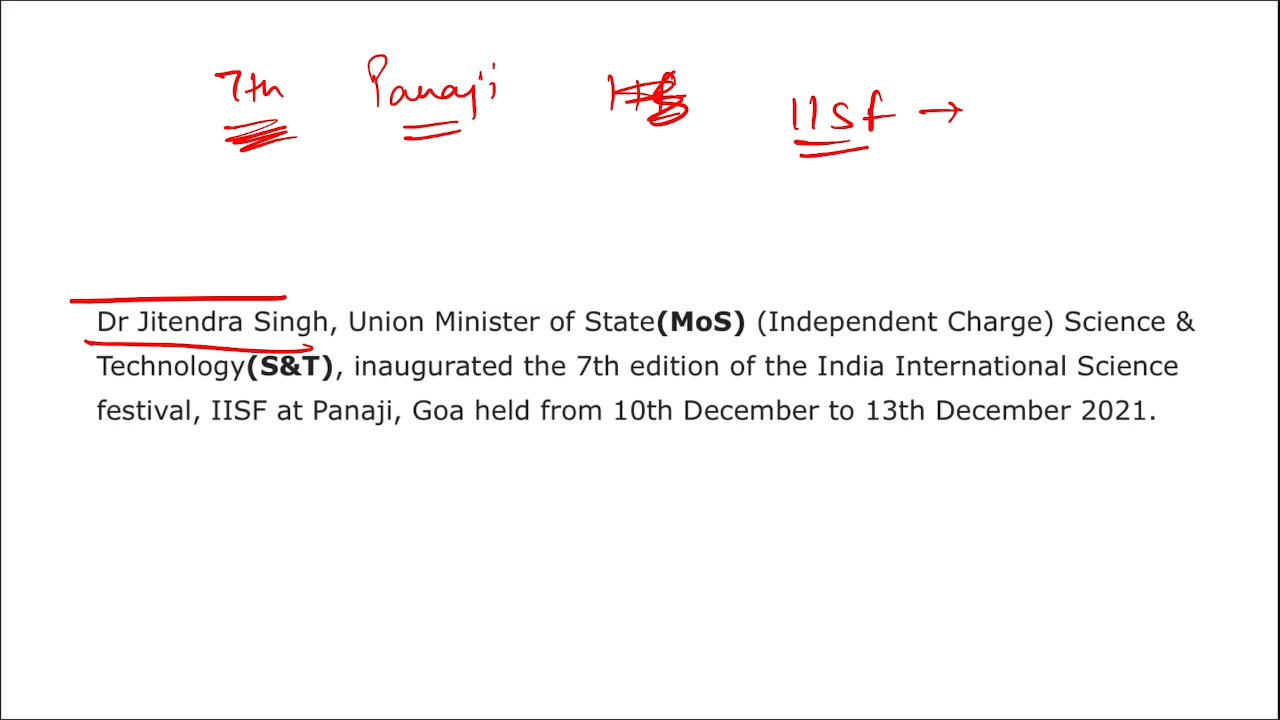 7th Panaji IISf →
Dr Jitendra Singh, Union Minister of State(MoS) (Independent Charge) Science &
Technology(S&T), inaugurated the 7th edition of the India International Science
festival, IISF at Panaji, Goa held from 10th December to 13th December 2021.